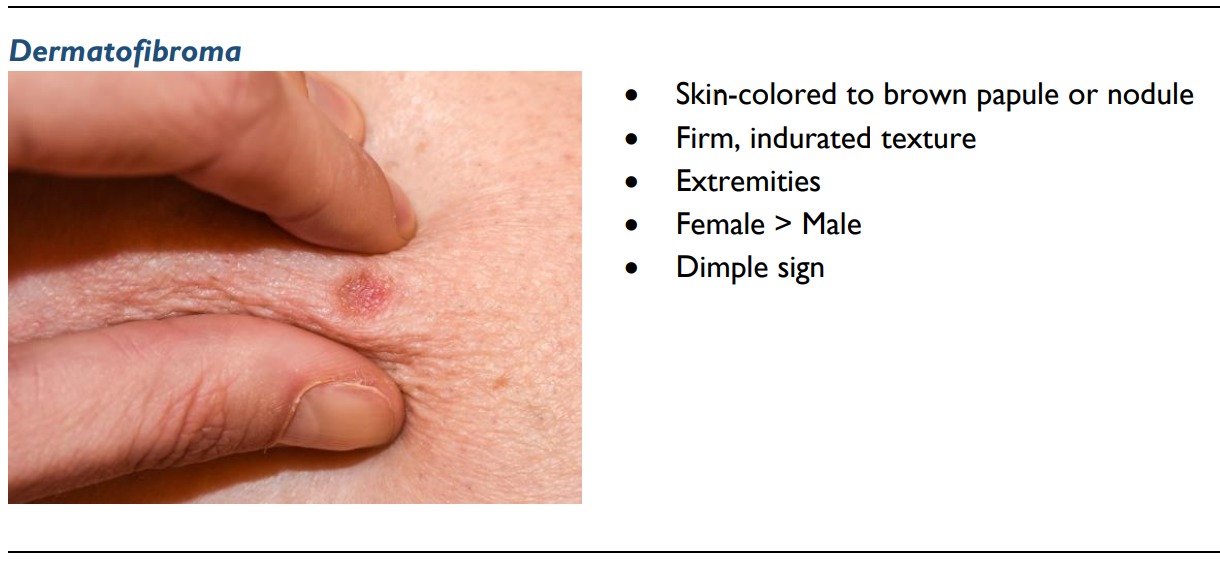 Dermatofibroma
• Skin-colored to brown papule or nodule
• Firm, indurated texture
• Extremities
• Female > Male
• Dimple sign